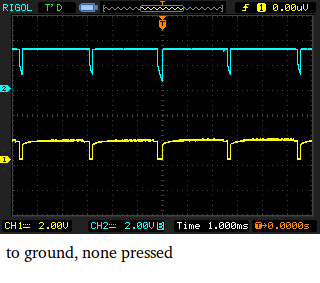 RIGOL T'D 1 0.00uV
T
2
1
CH1 2.00V CH2 2.00V B Time 1.000ms T→0.0000s
to ground, none pressed